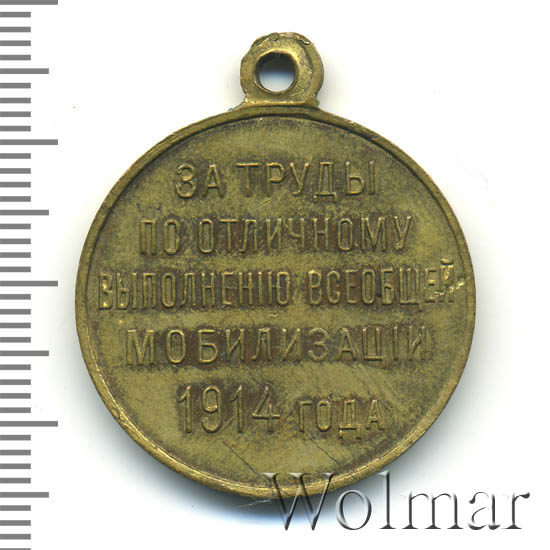 ЗА ТРУДЫ
ПО ОТЛИЧНОМУ
ВЫПОЛНЕНІЮ ВСЕОБЩЕЙ
МОБИЛИЗАЦІИ
1914 ГОДА
Wolmar